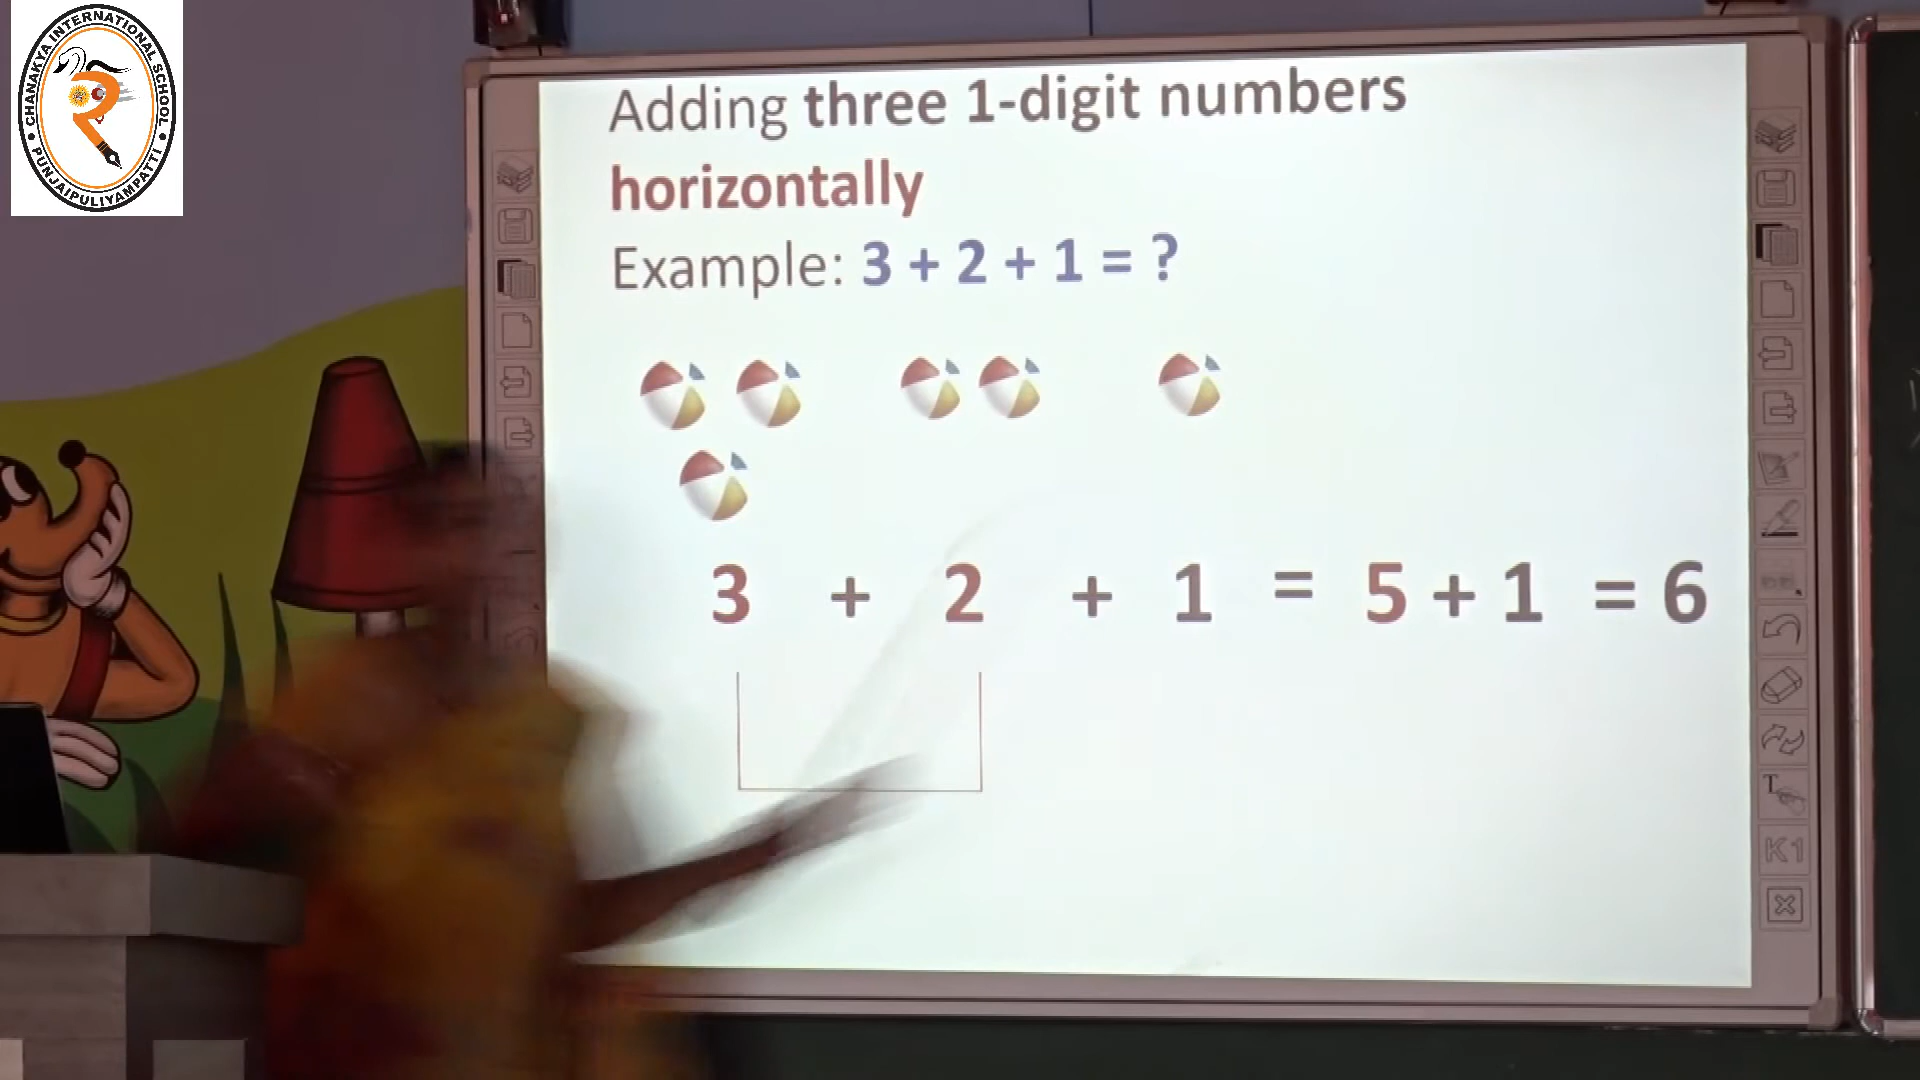 CHANAKYA INTERNATIONAL SCHOOL
PUNJAIPULIYAMPATTI
Adding three 1-digit numbers
horizontally
Example: 3 + 2 + 1 = ?
3 + 2 + 1 = 5 + 1 = 6
T
K1